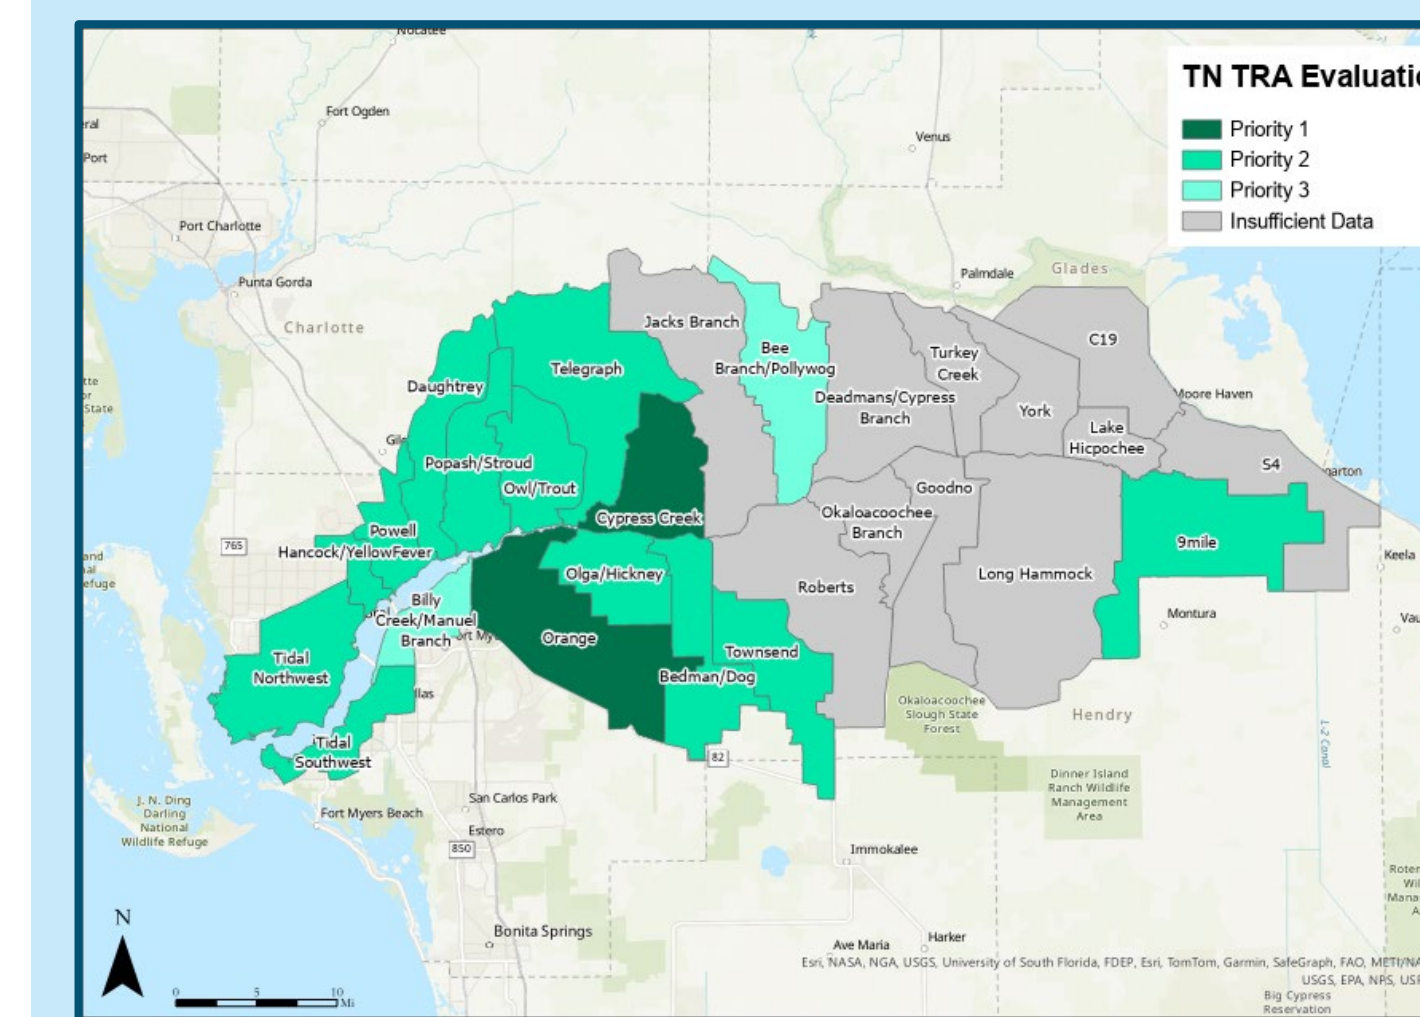 Nocatee
Fort Ogden
Port
Venus
Port Charlotte
Punta Gorda
Charlotte
Palmdale
Glades
TN TRA Evaluatio
Priority 1
Priority 2
Priority 3
Insufficient Data
Jacks Branch
Bee
Branch/Pollywog
Telegraph
Daughtrey
Turkey
Creek
C19
Deadmans/Cypress
Branch
York
Moore Haven
Lake
Hicpochee
State
Popash/Stroud
Owl/Trout
Cypress Creek
Goodno
Okaloacoochee
Branch
S4
Powell
Hancock/YellowFever
765
9mile
Keela
Olga/Hickney
Roberts
Long Hammock
Billy
Creek/Manuel
Branch
Orange
Montura
Tidal
Northwest
Townsend
Bedman/Dog
Okaloacoochee
Slough State
Forest
Hendry
L-2 Canal
Tidal
Southwest
82
J. N. Ding
Darling
National
Wildlife Refuge
San Carlos Park
Fort Myers Beach
Estero
850
Dinner Island
Ranch Wildlife
Management
Area
Immokalee
N
Bonita Springs
Ave Maria
Harker
0 5 10
Mi
Esri, NASA, NGA, USGS, University of South Florida, FDEP, Esri, TomTom, Garmin, SafeGraph, FAO, METI/NA
USGS, EPA, NPS, USF
Big Cypress
Reservation